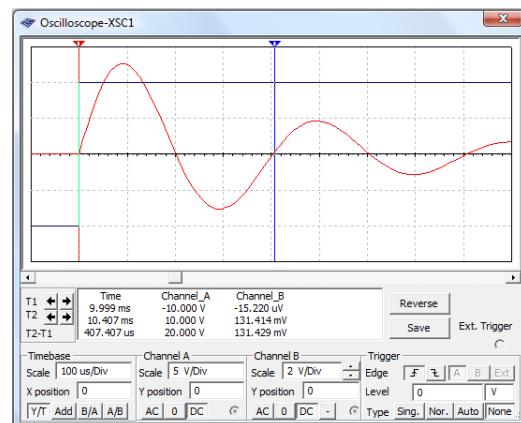 Oscilloscope-XSC1
1 2
T1
T2
T2-T1
Time Channel_A Channel_B
9.999 ms -10.000 V -15.220 uV
10.407 ms 10.000 V 131.414 mV
407.407 us 20.000 V 131.429 mV
Reverse
Save
Ext. Trigger
Timebase
Scale 100 us/Div
X position 0
Y/T Add B/A A/B
Channel A
Scale 5 V/Div
Y position 0
AC 0 DC
Channel B
Scale 2 V/Div
Y position 0
AC 0 DC -
Trigger
Edge A B Ext
Level 0 V
Type Sing. Nor. Auto None